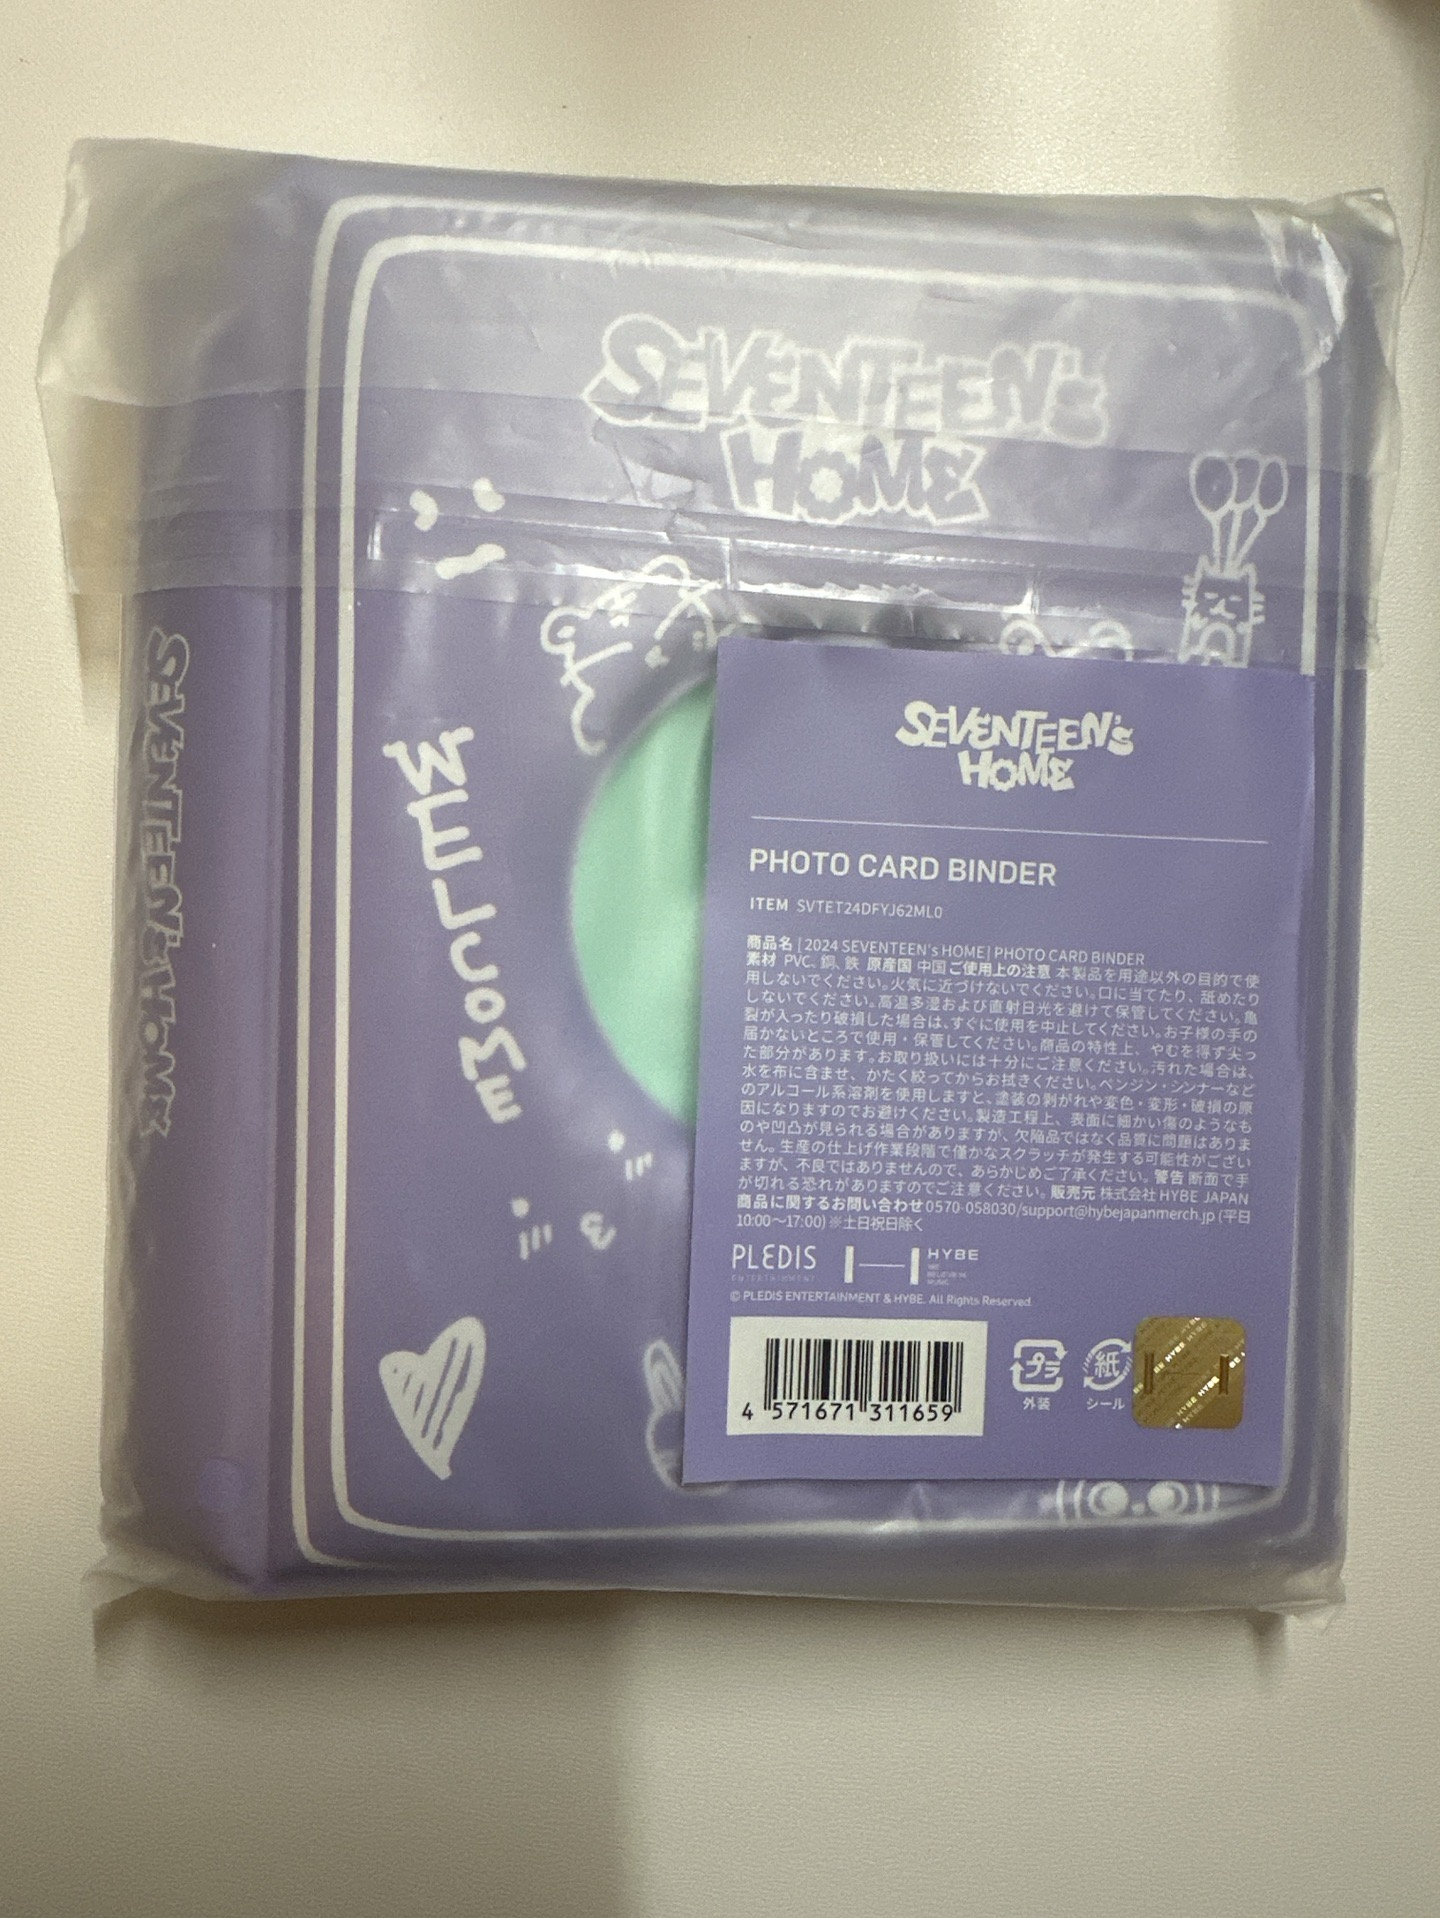 SEVENTEEN's
HOME
WELCOME
SEVENTEEN's HOME
SEVENTEEN's
HOME
PHOTO CARD BINDER
ITEM SVTET24DFYJ62ML0
商品名 [2024 SEVENTEEN's HOME] PHOTO CARD BINDER
素材 PVC、銅、鉄 原産国 中国 ご使用上の注意 本製品を用途以外の目的で使
用しないでください。火気に近づけないでください。口に当てたり、舐めたり
しないでください。高温多湿および直射日光を避けて保管してください。亀
裂が入ったり破損した場合は、すぐに使用を中止してください。お子様の手の
届かないところで使用・保管してください。商品の特性上、やむを得ず尖っ
た部分があります。お取り扱いには十分にご注意ください。汚れた場合は、
水を布に含ませ、かたく絞ってからお拭きください。ベンジン・シンナーなど
のアルコール系溶剤を使用しますと、塗装の剥がれや変色・変形・破損の原
因になりますのでお避けください。製造工程上、表面に細かい傷のようなも
のや凹凸が見られる場合がありますが、欠陥品ではなく品質に問題はありま
せん。生産の仕上げ作業段階で僅かなスクラッチが発生する可能性がござい
ますが、不良ではありませんので、あらかじめご了承ください。警告 断面で手
が切れる恐れがありますのでご注意ください。販売元 株式会社HYBE JAPAN
商品に関するお問い合わせ 0570-058030/support@hybejapanmerch.jp (平日
10:00〜17:00) ※土日祝日除く
PLEDIS
ENTERTAINMENT
HYBE
WE
BELIEVE IN
MUSIC
© PLEDIS ENTERTAINMENT & HYBE. All Rights Reserved.
4 571671 311659
プラ
外装
紙
シール
HYBE HYBE
HYBE HYBE